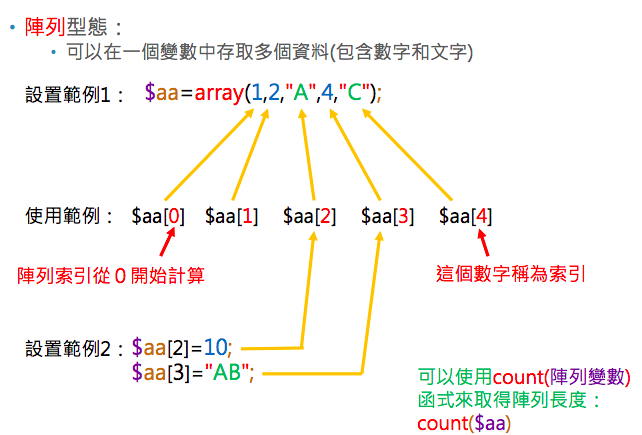 • 陣列型態：
• 可以在一個變數中存取多個資料(包含數字和文字)
設置範例1： $aa=array(1,2,"A",4,"C");
使用範例： $aa[0] $aa[1] $aa[2] $aa[3] $aa[4]
陣列索引從０開始計算 這個數字稱為索引
設置範例2： $aa[2]=10;
$aa[3]="AB";
可以使用count(陣列變數)
函式來取得陣列長度：
count($aa)